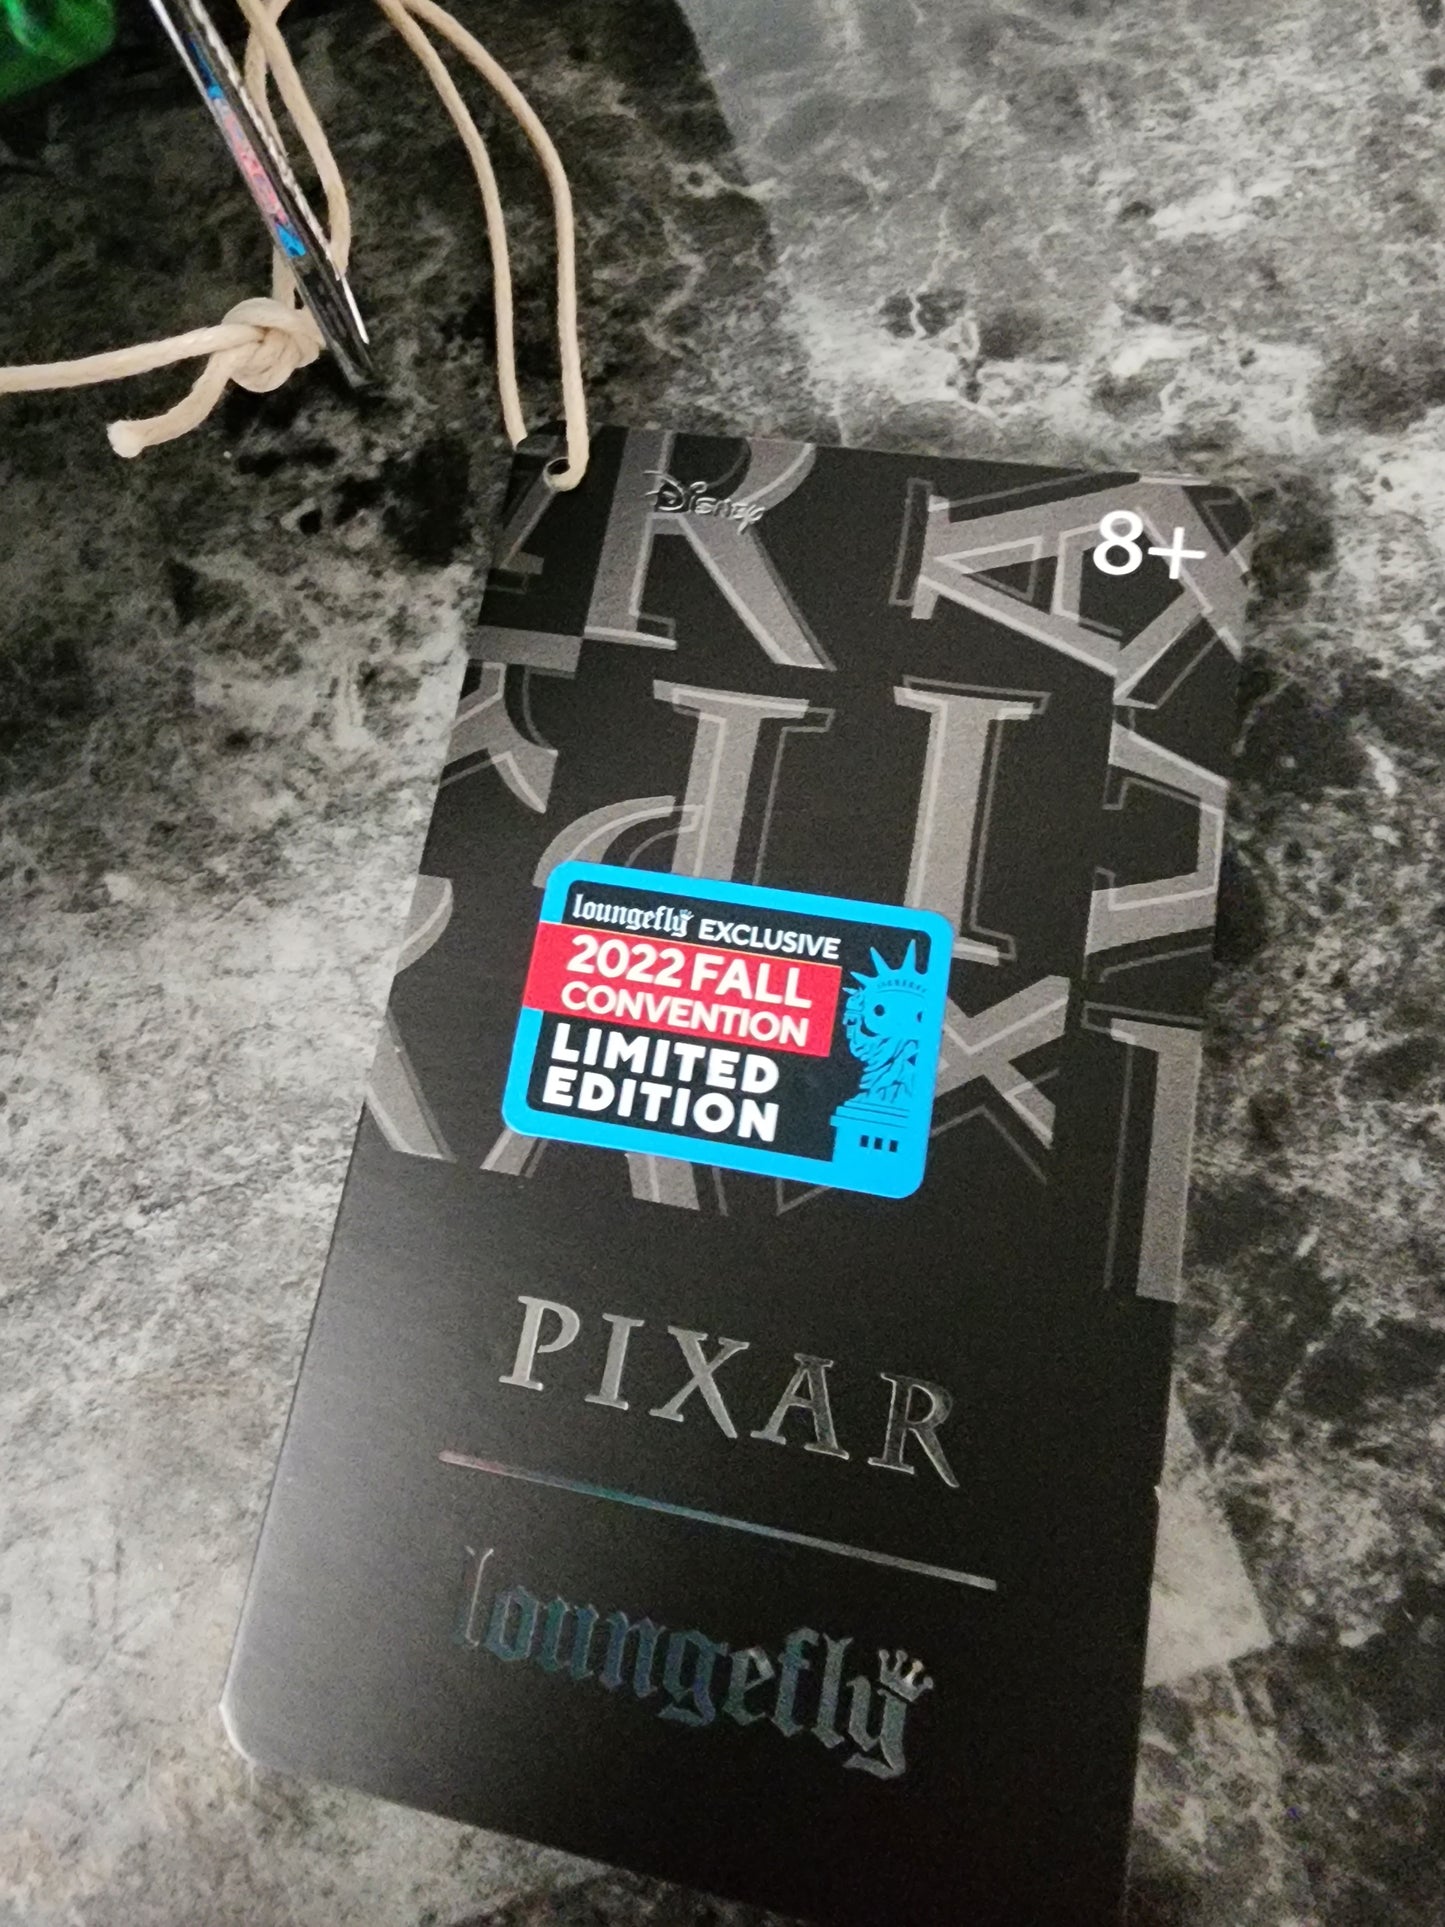 Disney
8+
loungefly EXCLUSIVE
2022 FALL
CONVENTION
LIMITED
EDITION
PIXAR
loungefly